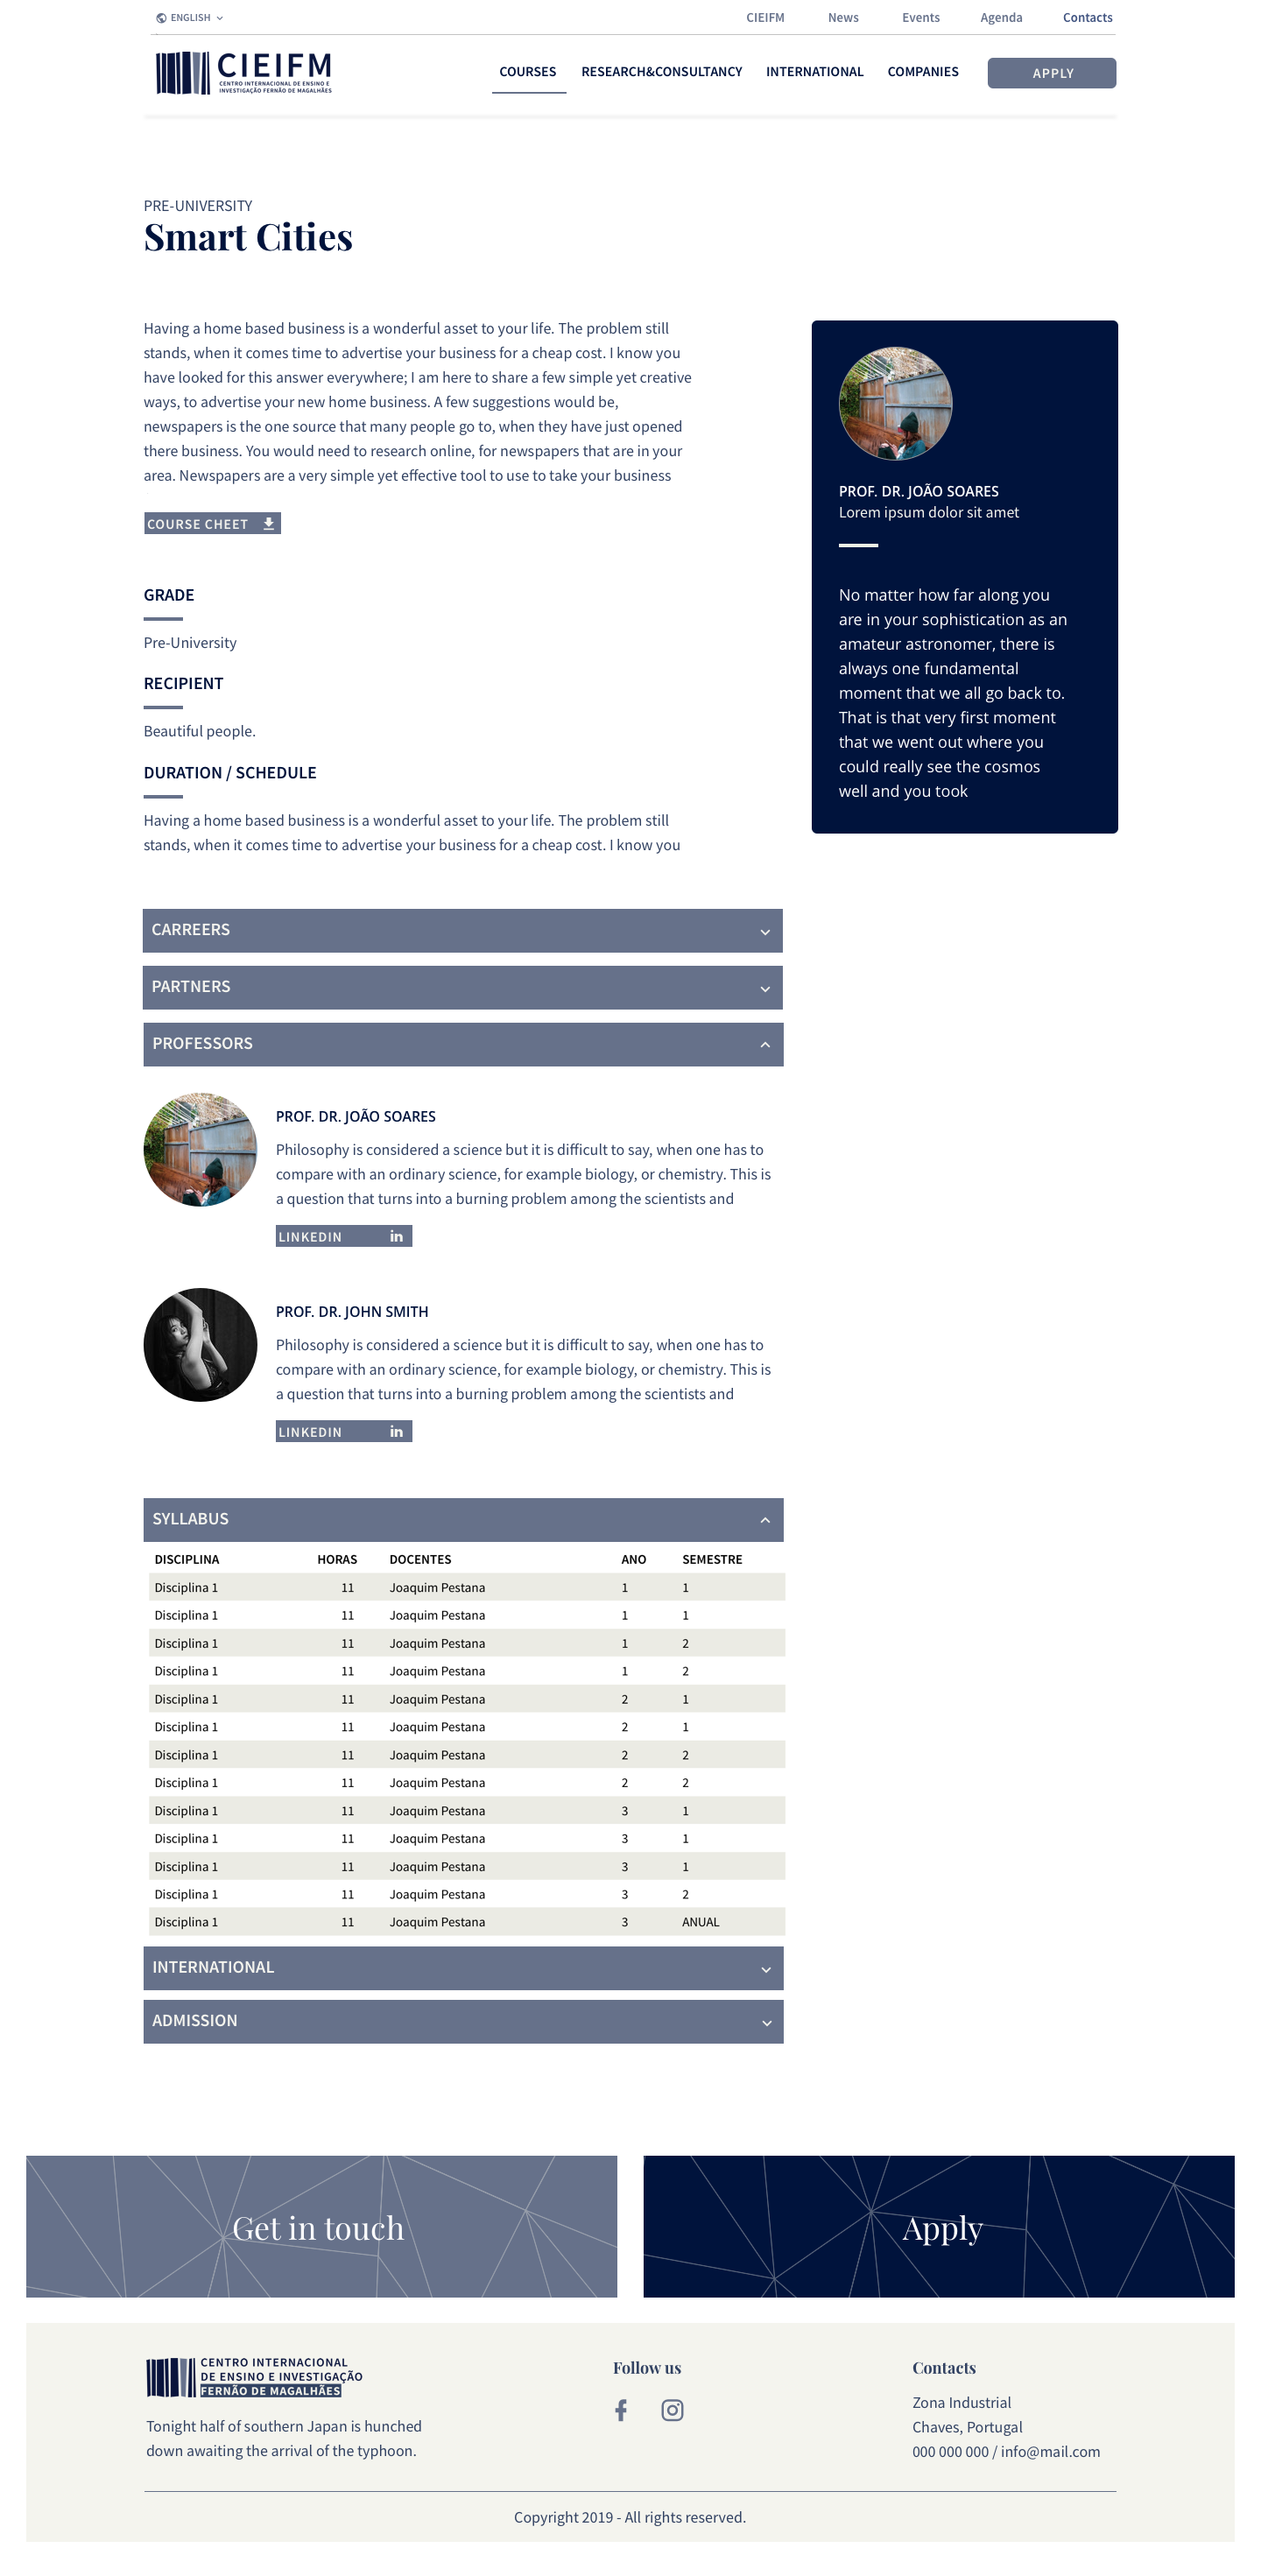 ENGLISH
CIEIFM News Events Agenda Contacts
CIEIFM
CENTRO INTERNACIONAL DE ENSINO E
INVESTIGAÇÃO FERNÃO DE MAGALHÃES
COURSES RESEARCH&CONSULTANCY INTERNATIONAL COMPANIES APPLY
PRE-UNIVERSITY
Smart Cities
Having a home based business is a wonderful asset to your life. The problem still
stands, when it comes time to advertise your business for a cheap cost. I know you
have looked for this answer everywhere; I am here to share a few simple yet creative
ways, to advertise your new home business. A few suggestions would be,
newspapers is the one source that many people go to, when they have just opened
there business. You would need to research online, for newspapers that are in your
area. Newspapers are a very simple yet effective tool to use to take your business
COURSE CHEET
GRADE
Pre-University
RECIPIENT
Beautiful people.
DURATION / SCHEDULE
Having a home based business is a wonderful asset to your life. The problem still
stands, when it comes time to advertise your business for a cheap cost. I know you
PROF. DR. JOÃO SOARES
Lorem ipsum dolor sit amet
No matter how far along you
are in your sophistication as an
amateur astronomer, there is
always one fundamental
moment that we all go back to.
That is that very first moment
that we went out where you
could really see the cosmos
well and you took
CARREERS
PARTNERS
PROFESSORS
PROF. DR. JOÃO SOARES
Philosophy is considered a science but it is difficult to say, when one has to
compare with an ordinary science, for example biology, or chemistry. This is
a question that turns into a burning problem among the scientists and
LINKEDIN in
PROF. DR. JOHN SMITH
Philosophy is considered a science but it is difficult to say, when one has to
compare with an ordinary science, for example biology, or chemistry. This is
a question that turns into a burning problem among the scientists and
LINKEDIN in
SYLLABUS
DISCIPLINA HORAS DOCENTES ANO SEMESTRE
Disciplina 1 11 Joaquim Pestana 1 1
Disciplina 1 11 Joaquim Pestana 1 1
Disciplina 1 11 Joaquim Pestana 1 2
Disciplina 1 11 Joaquim Pestana 1 2
Disciplina 1 11 Joaquim Pestana 2 1
Disciplina 1 11 Joaquim Pestana 2 1
Disciplina 1 11 Joaquim Pestana 2 2
Disciplina 1 11 Joaquim Pestana 2 2
Disciplina 1 11 Joaquim Pestana 3 1
Disciplina 1 11 Joaquim Pestana 3 1
Disciplina 1 11 Joaquim Pestana 3 1
Disciplina 1 11 Joaquim Pestana 3 2
Disciplina 1 11 Joaquim Pestana 3 ANUAL
INTERNATIONAL
ADMISSION
Get in touch
Apply
CENTRO INTERNACIONAL
DE ENSINO E INVESTIGAÇÃO
FERNÃO DE MAGALHÃES
Tonight half of southern Japan is hunched
down awaiting the arrival of the typhoon.
Follow us
Contacts
Zona Industrial
Chaves, Portugal
000 000 000 / info@mail.com
Copyright 2019 - All rights reserved.